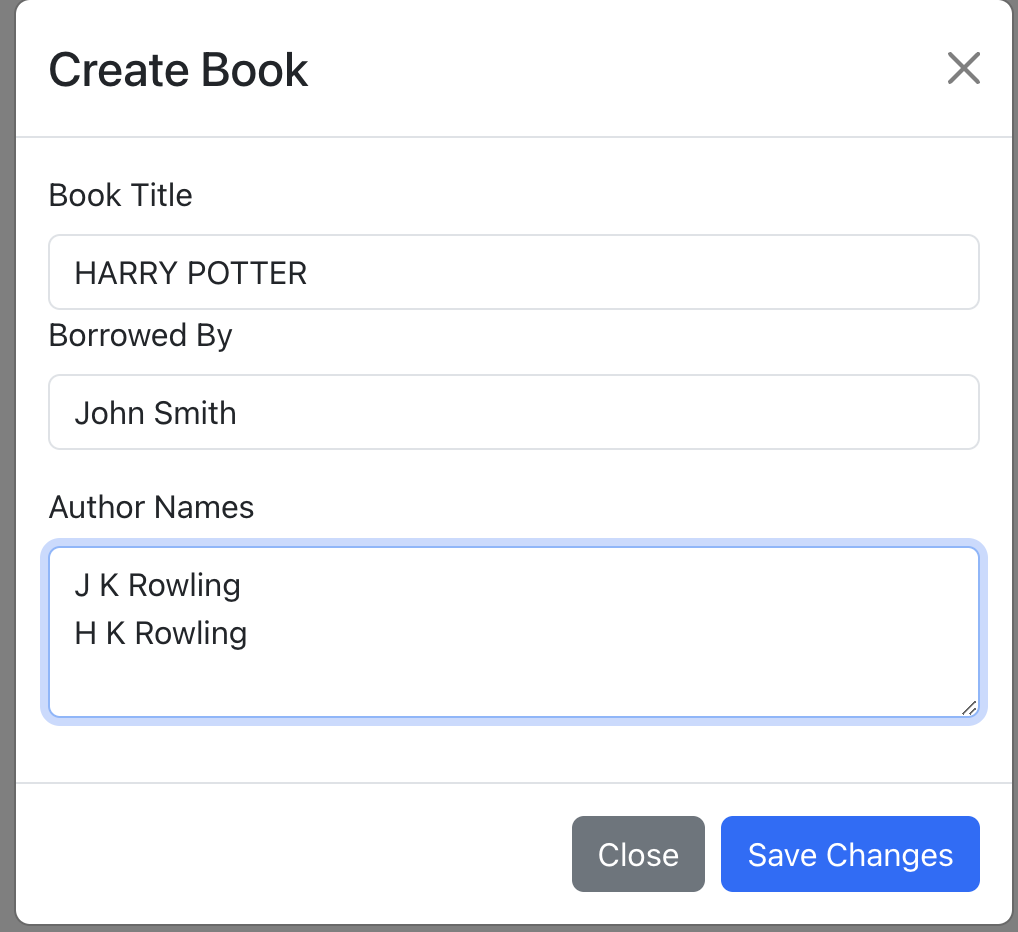 Create Book
Book Title
HARRY POTTER
Borrowed By
John Smith
Author Names
J K Rowling
H K Rowling
Close
Save Changes